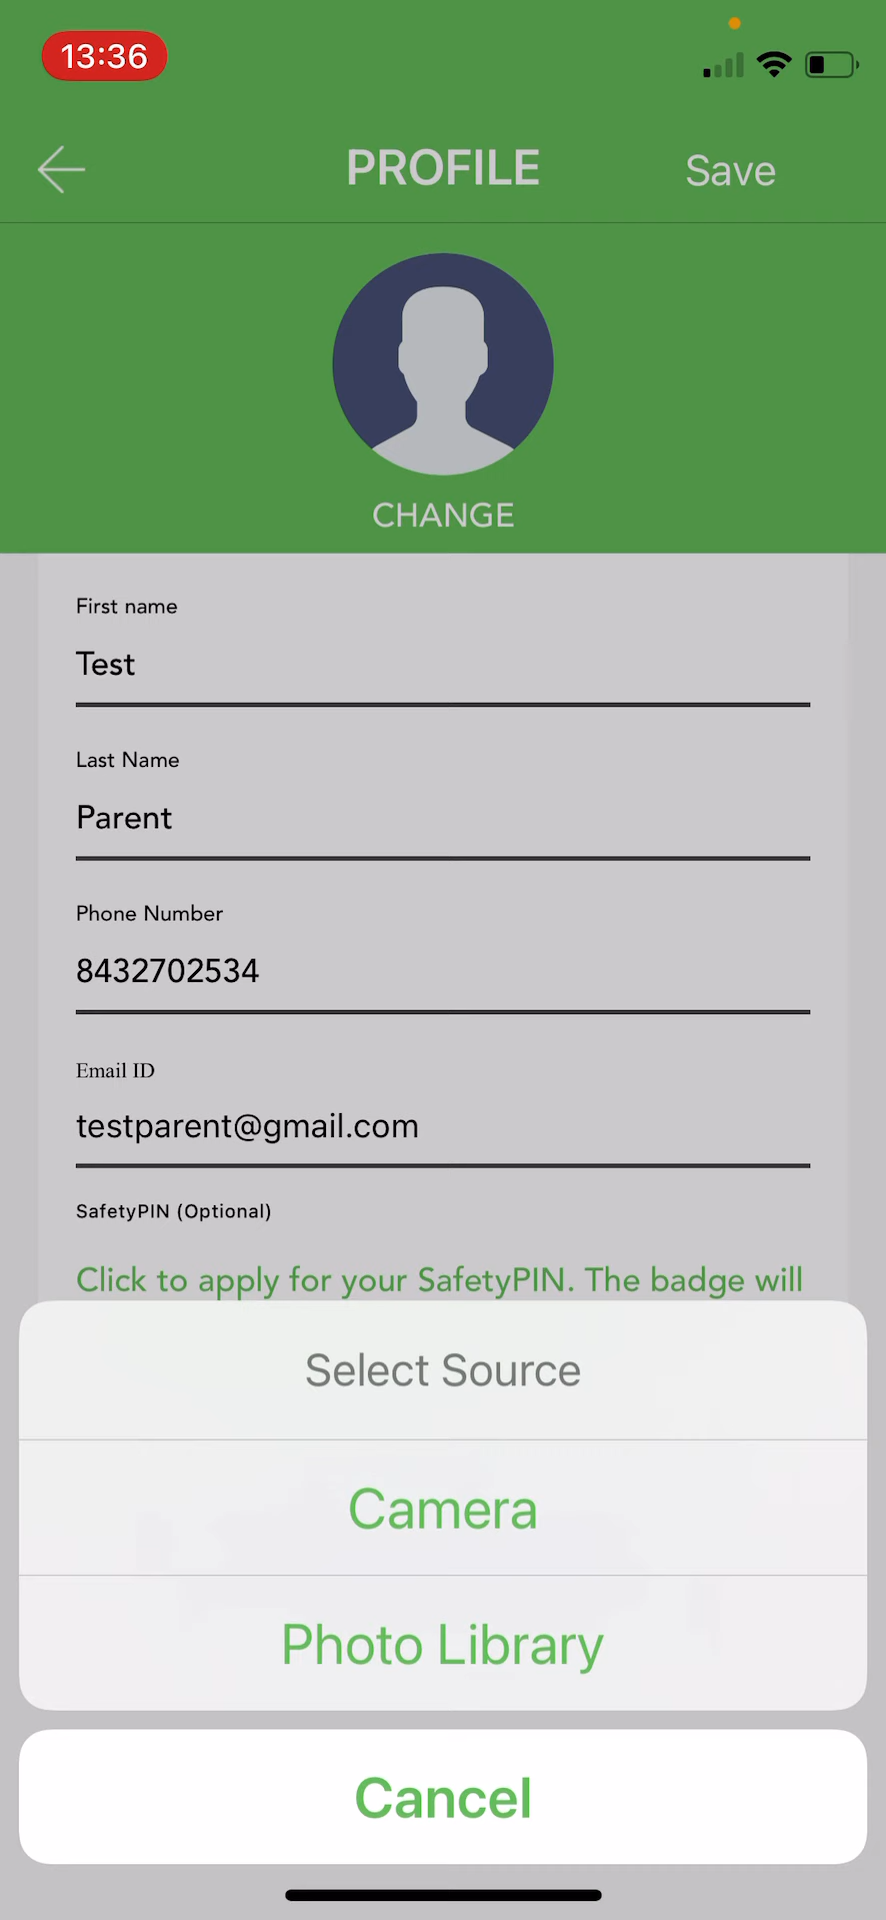 13:36
PROFILE
Save
CHANGE
First name
Test
Last Name
Parent
Phone Number
8432702534
Email ID
testparent@gmail.com
SafetyPIN (Optional)
Click to apply for your SafetyPIN. The badge will
Select Source
Camera
Photo Library
Cancel